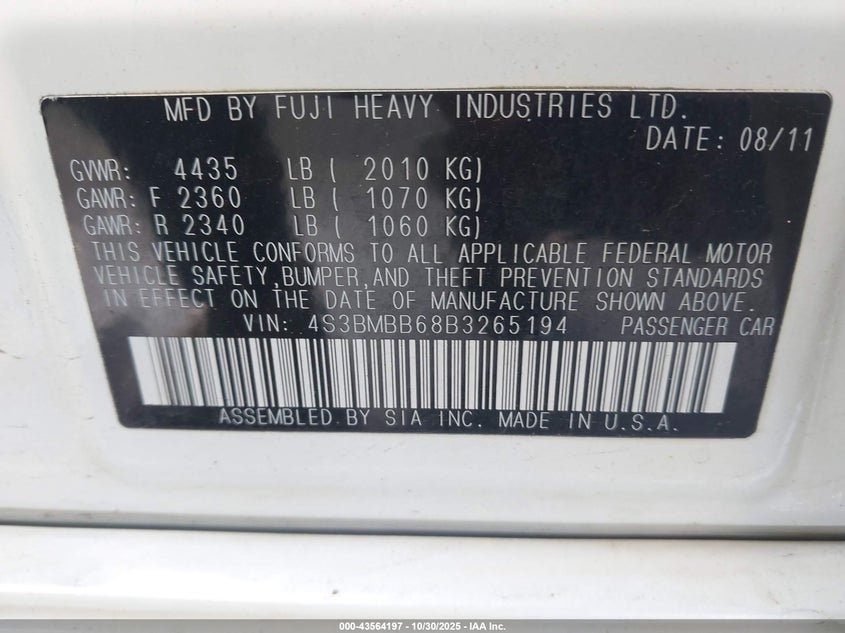 MFD BY FUJI HEAVY INDUSTRIES LTD.
DATE: 08/11
GVWR: 4435 LB ( 2010 KG)
GAWR: F 2360 LB ( 1070 KG)
GAWR: R 2340 LB ( 1060 KG)
THIS VEHICLE CONFORMS TO ALL APPLICABLE FEDERAL MOTOR
VEHICLE SAFETY,BUMPER,AND THEFT PREVENTION STANDARDS
IN EFFECT ON THE DATE OF MANUFACTURE SHOWN ABOVE.
VIN: 4S3BMBB68B3265194 PASSENGER CAR
ASSEMBLED BY SIA INC. MADE IN U.S.A.
000-43564197 - 10/30/2025 - IAA Inc.